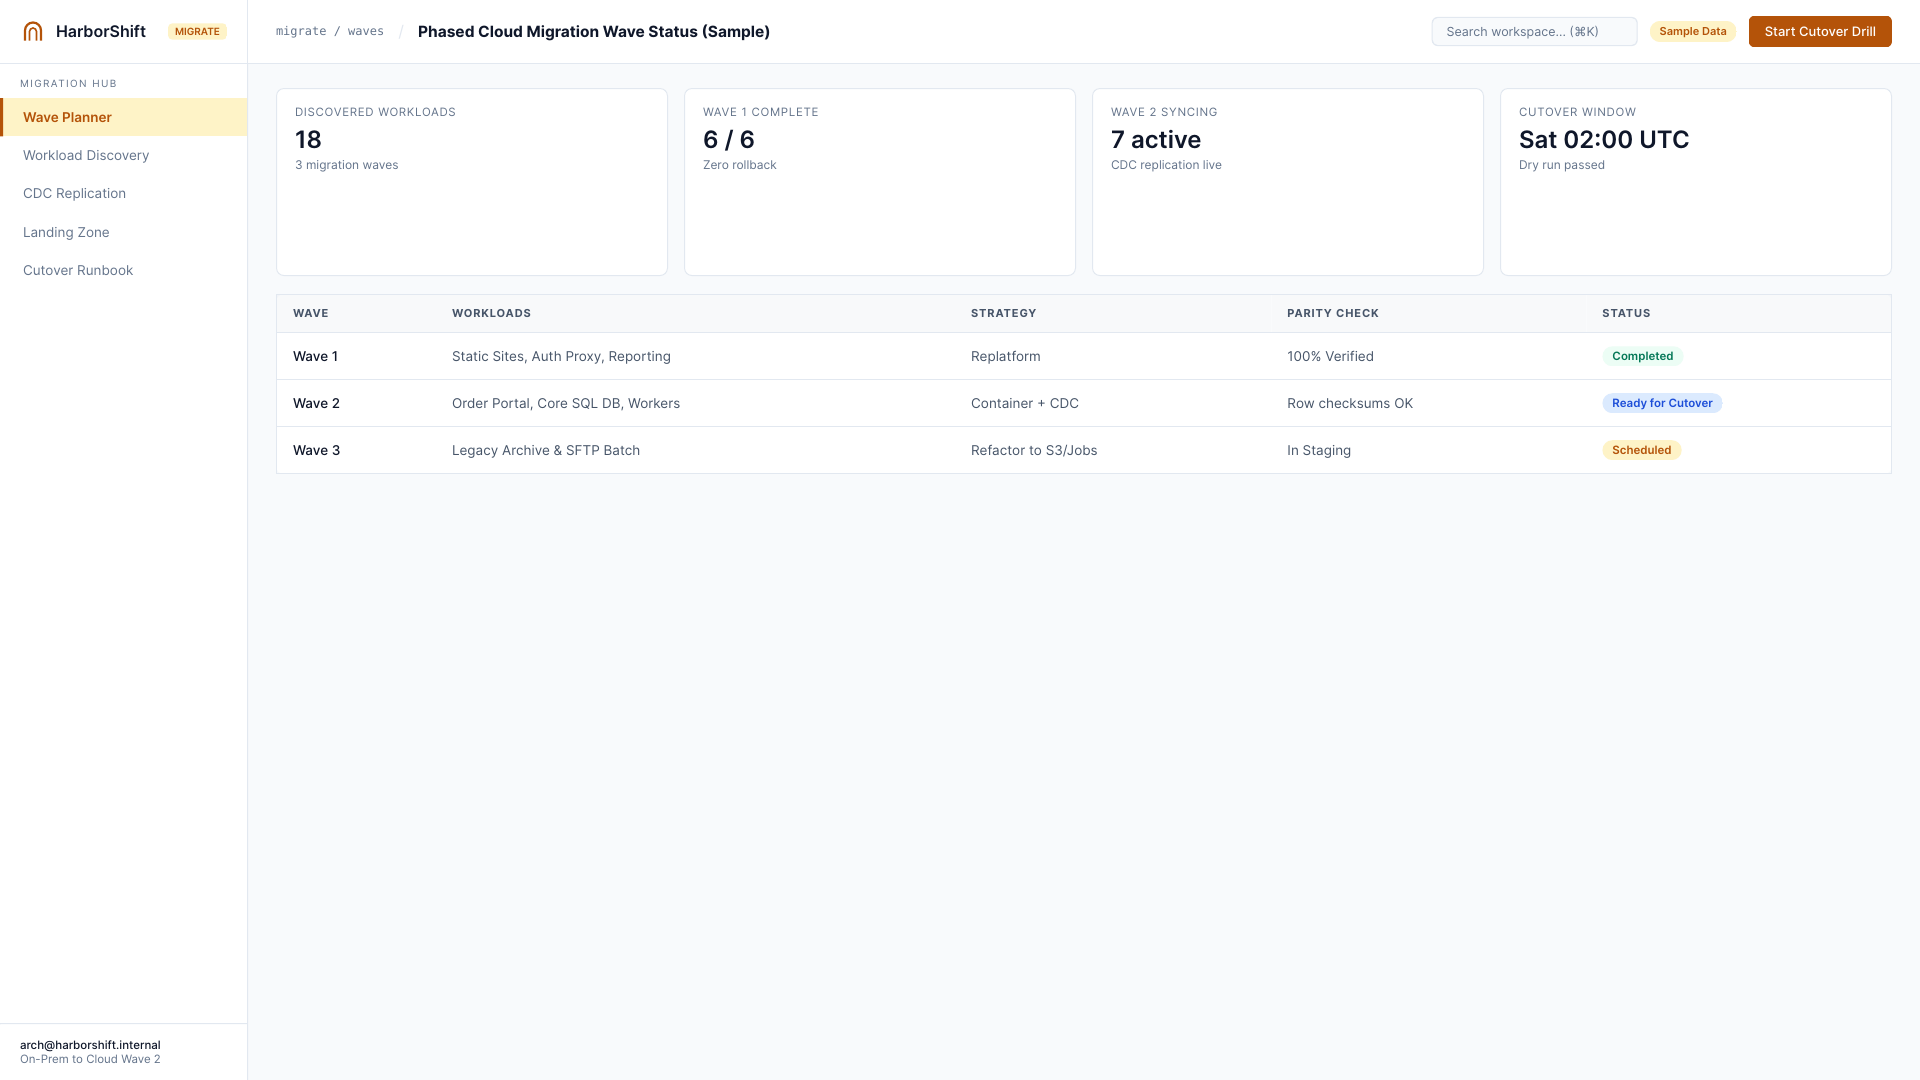 HarborShift
MIGRATE
migrate / waves / Phased Cloud Migration Wave Status (Sample)
Search workspace... (⌘K)
Sample Data
Start Cutover Drill
MIGRATION HUB
Wave Planner
Workload Discovery
CDC Replication
Landing Zone
Cutover Runbook
DISCOVERED WORKLOADS
18
3 migration waves
WAVE 1 COMPLETE
6 / 6
Zero rollback
WAVE 2 SYNCING
7 active
CDC replication live
CUTOVER WINDOW
Sat 02:00 UTC
Dry run passed
WAVE WORKLOADS STRATEGY PARITY CHECK STATUS
Wave 1 Static Sites, Auth Proxy, Reporting Replatform 100% Verified Completed
Wave 2 Order Portal, Core SQL DB, Workers Container + CDC Row checksums OK Ready for Cutover
Wave 3 Legacy Archive & SFTP Batch Refactor to S3/Jobs In Staging Scheduled
arch@harborshift.internal
On-Prem to Cloud Wave 2